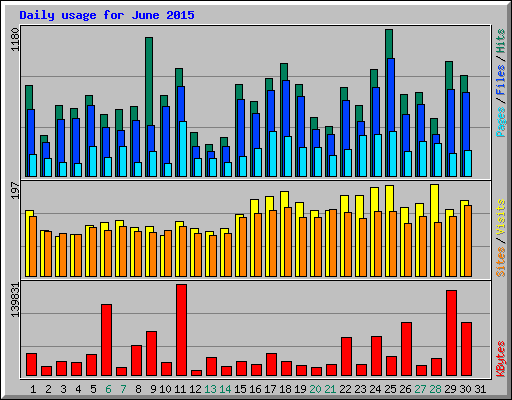 Daily usage for June 2015
1180
Pages / Files / Hits
197
Sites / Visits
139831
KBytes
1 2 3 4 5 6 7 8 9 10 11 12 13 14 15 16 17 18 19 20 21 22 23 24 25 26 27 28 29 30 31